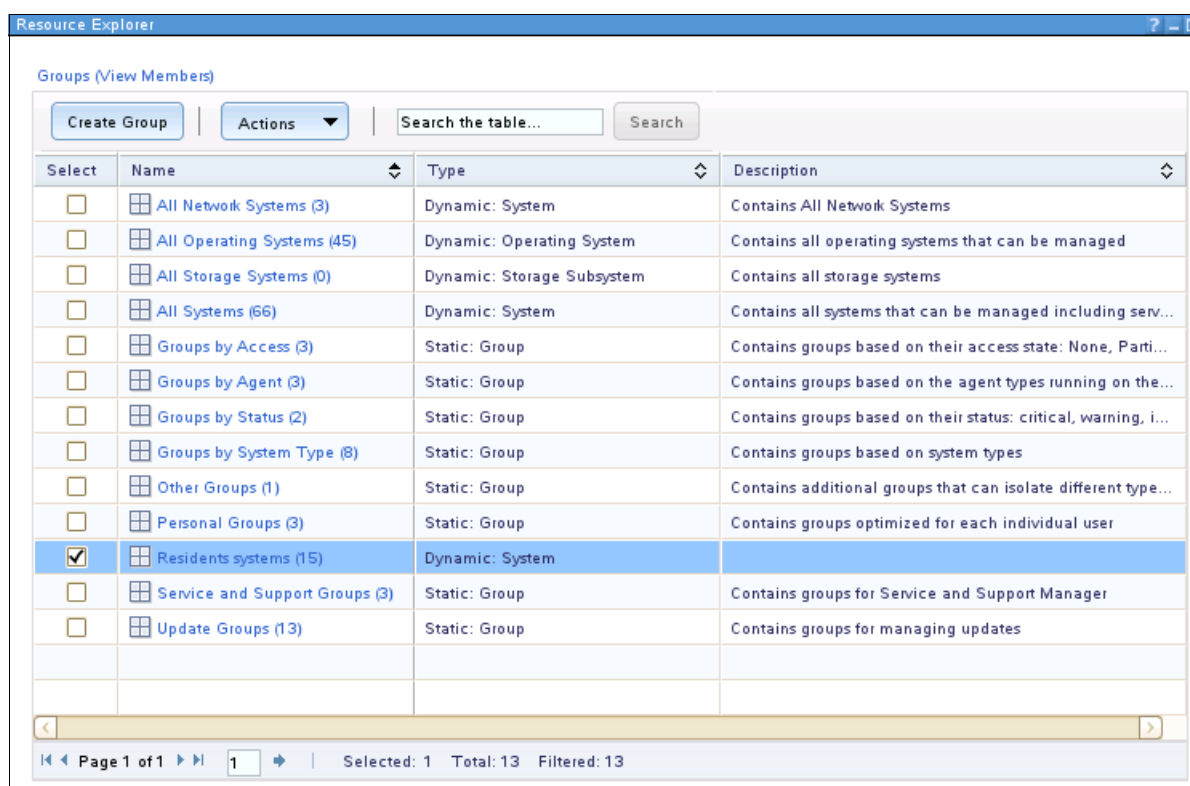 Resource Explorer ?
Groups (View Members)
Create Group Actions Search the table... Search
Select Name Type Description
All Network Systems (3) Dynamic: System Contains All Network Systems
All Operating Systems (45) Dynamic: Operating System Contains all operating systems that can be managed
All Storage Systems (0) Dynamic: Storage Subsystem Contains all storage systems
All Systems (66) Dynamic: System Contains all systems that can be managed including serv...
Groups by Access (3) Static: Group Contains groups based on their access state: None, Parti...
Groups by Agent (3) Static: Group Contains groups based on the agent types running on the...
Groups by Status (2) Static: Group Contains groups based on their status: critical, warning, i...
Groups by System Type (8) Static: Group Contains groups based on system types
Other Groups (1) Static: Group Contains additional groups that can isolate different type...
Personal Groups (3) Static: Group Contains groups optimized for each individual user
Residents systems (15) Dynamic: System
Service and Support Groups (3) Static: Group Contains groups for Service and Support Manager
Update Groups (13) Static: Group Contains groups for managing updates
Page 1 of 1 1 Selected: 1 Total: 13 Filtered: 13